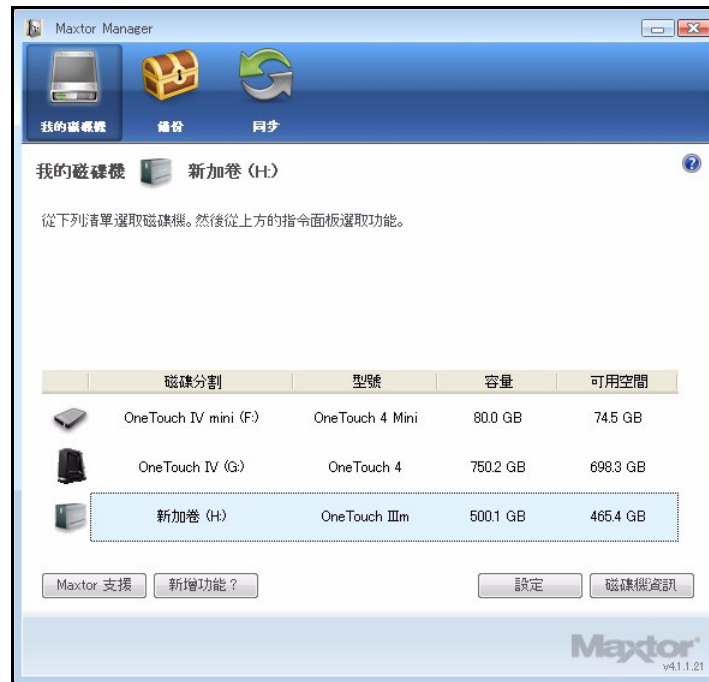 Maxtor Manager
我的磁碟機 備份 同步
我的磁碟機 新加卷 (H:)
從下列清單選取磁碟機。然後從上方的指令面板選取功能。
磁碟分割 型號 容量 可用空間
OneTouch IV mini (F:) OneTouch 4 Mini 80.0 GB 74.5 GB
OneTouch IV (G:) OneTouch 4 750.2 GB 698.3 GB
新加卷 (H:) OneTouch IIIm 500.1 GB 465.4 GB
Maxtor 支援 新增功能？ 設定 磁碟機資訊
Maxtor
v4.1.1.21